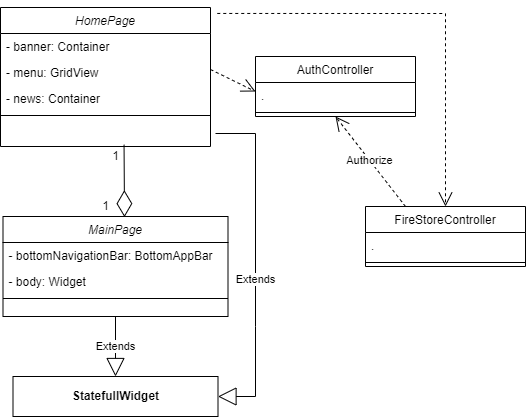 HomePage
- banner: Container
- menu: GridView
- news: Container
AuthController
.
1
Authorize
1
MainPage
- bottomNavigationBar: BottomAppBar
- body: Widget
FireStoreController
.
Extends
Extends
StatefullWidget